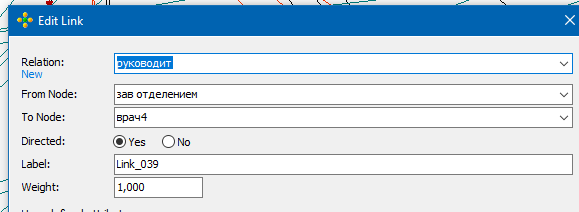 Edit Link
Relation: руководит
New
From Node: зав отделением
To Node: врач4
Directed: Yes No
Label: Link_039
Weight: 1,000